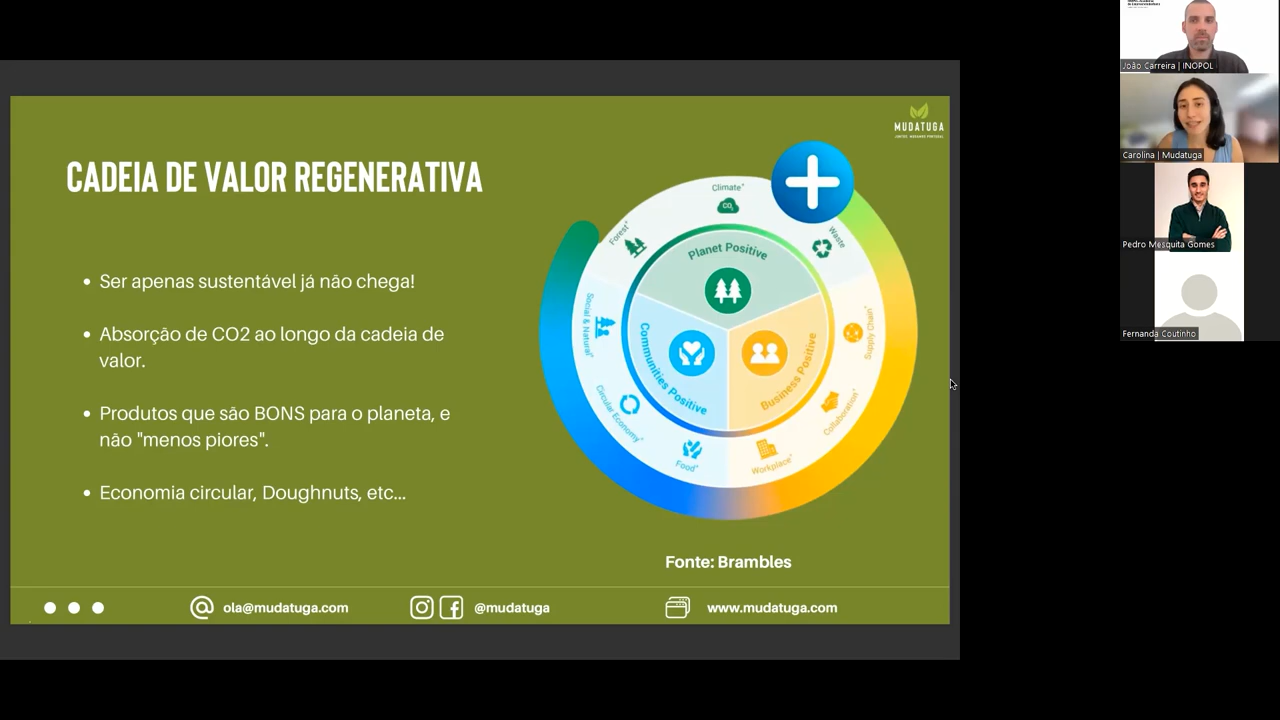 MUDATUGA
JUNTOS, MUDAMOS PORTUGAL
CADEIA DE VALOR REGENERATIVA
Ser apenas sustentável já não chega!
Absorção de CO2 ao longo da cadeia de
valor.
Produtos que são BONS para o planeta, e
não "menos piores".
Economia circular, Doughnuts, etc...
Climate+
CO2
Waste
Supply Chain+
Collaboration+
Workplace+
Food+
Circular Economy+
Social & Natural+
Forest+
Planet Positive
Communities Positive
Business Positive
Fonte: Brambles
ola@mudatuga.com
@mudatuga
www.mudatuga.com
João Carreira | INOPOL
Carolina | Mudatuga
Pedro Mesquita Gomes
Fernanda Coutinho